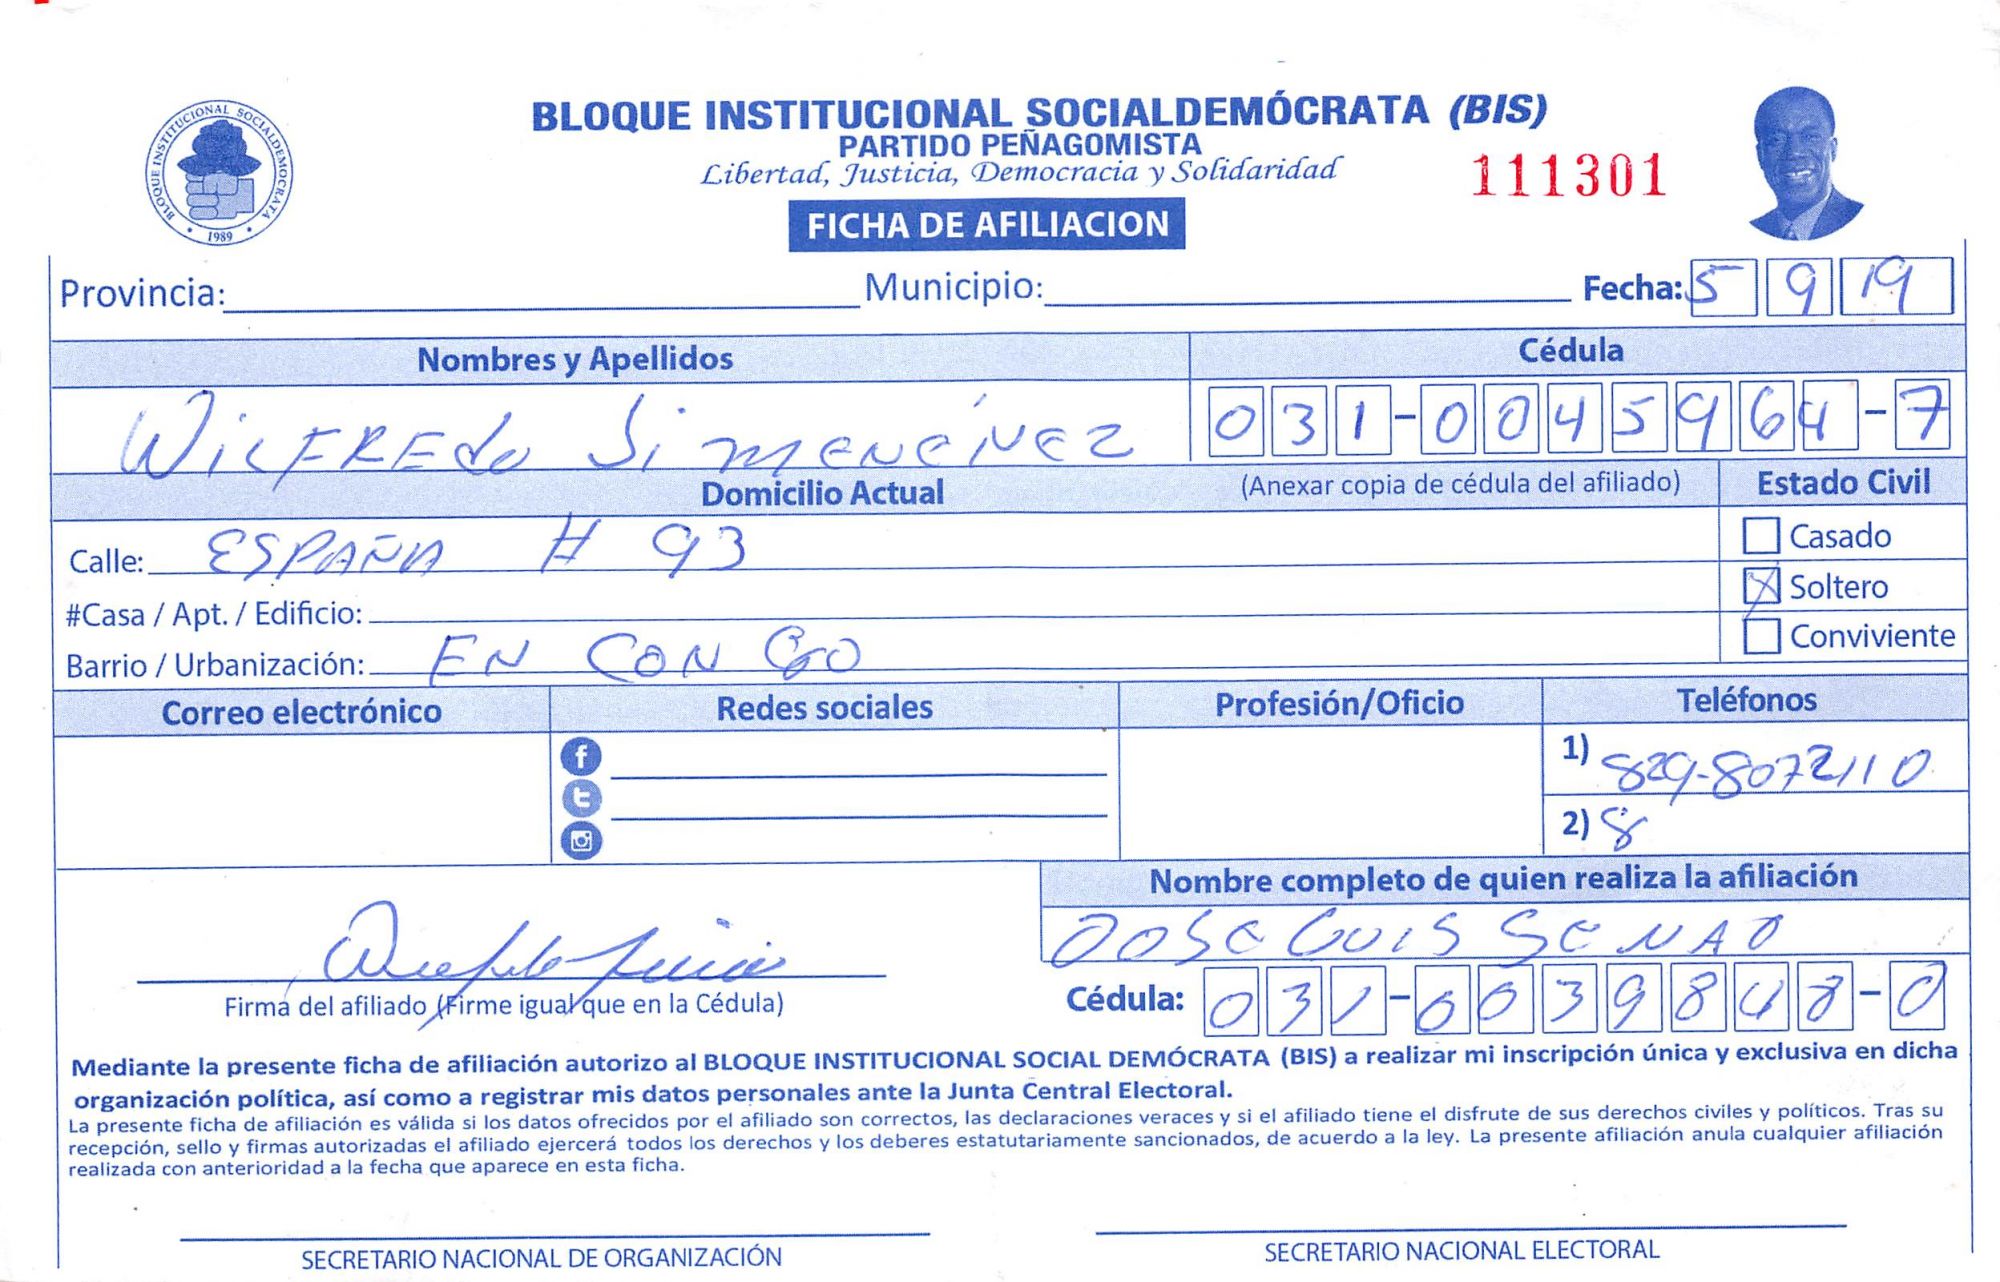 BLOQUE INSTITUCIONAL SOCIALDEMOCRATA
1989
BLOQUE INSTITUCIONAL SOCIALDEMÓCRATA (BIS)
PARTIDO PEÑAGOMISTA
Libertad, Justicia, Democracia y Solidaridad
111301
FICHA DE AFILIACION
Provincia: Municipio: Fecha: 5 9 19
Nombres y Apellidos Cédula
WILFREDO JiMENÉNEZ 031-0045964-7
Domicilio Actual (Anexar copia de cédula del afiliado) Estado Civil
Calle: ESPAÑA # 93 Casado
X Soltero
#Casa / Apt. / Edificio:
Barrio / Urbanización: EN CON GO Conviviente
Correo electrónico Redes sociales Profesión/Oficio Teléfonos
1) 829-8072110
2) 8
Nombre completo de quien realiza la afiliación
JOSE LUIS
Firma del afiliado (Firme igual que en la Cédula)
Cédula: 031-0039848-0
Mediante la presente ficha de afiliación autorizo al BLOQUE INSTITUCIONAL SOCIAL DEMÓCRATA (BIS) a realizar mi inscripción única y exclusiva en dicha
organización política, así como a registrar mis datos personales ante la Junta Central Electoral.
La presente ficha de afiliación es válida si los datos ofrecidos por el afiliado son correctos, las declaraciones veraces y si el afiliado tiene el disfrute de sus derechos civiles y políticos. Tras su
recepción, sello y firmas autorizadas el afiliado ejercerá todos los derechos y los deberes estatutariamente sancionados, de acuerdo a la ley. La presente afiliación anula cualquier afiliación
realizada con anterioridad a la fecha que aparece en esta ficha.
SECRETARIO NACIONAL DE ORGANIZACIÓN
SECRETARIO NACIONAL ELECTORAL